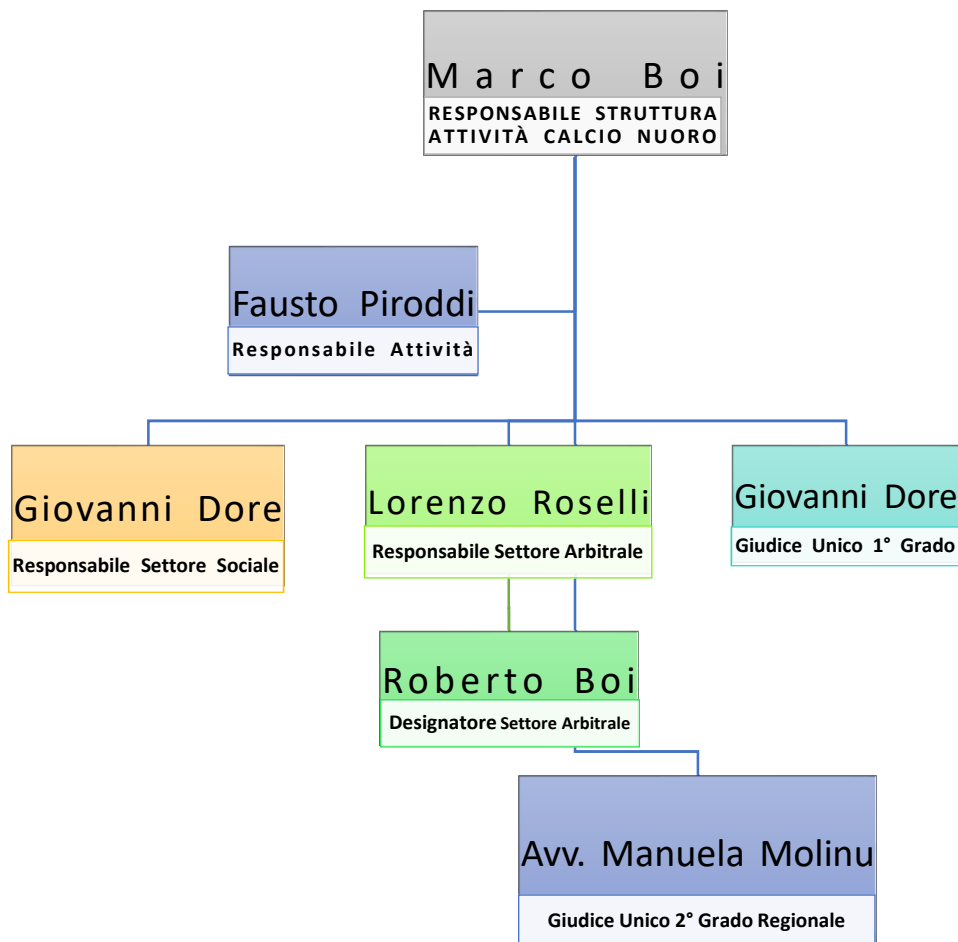 Marco Boi
RESPONSABILE STRUTTURA
ATTIVITÀ CALCIO NUORO
Fausto Piroddi
Responsabile Attività
Giovanni Dore
Responsabile Settore Sociale
Lorenzo Roselli
Responsabile Settore Arbitrale
Giovanni Dore
Giudice Unico 1° Grado
Roberto Boi
Designatore Settore Arbitrale
Avv. Manuela Molinu
Giudice Unico 2° Grado Regionale